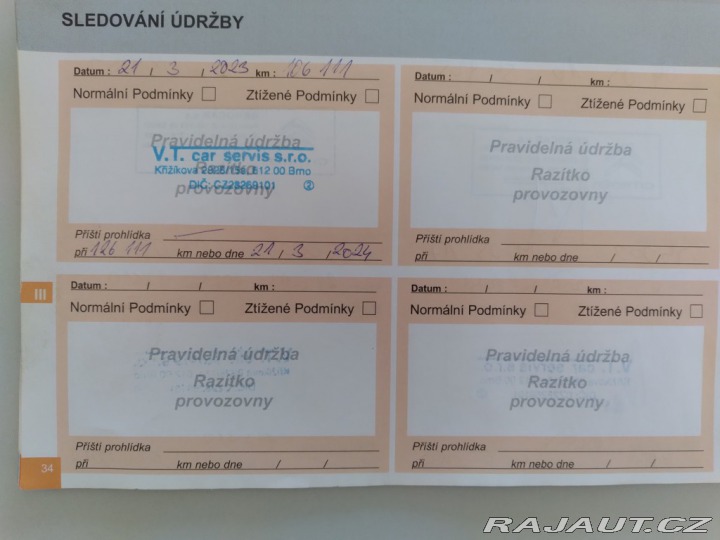 SLEDOVÁNÍ ÚDRŽBY
Datum : 21 / 3 / 2023 km : 106 111
Normální Podmínky Ztížené Podmínky
Pravidelná údržba
V.T. car servis s.r.o.
Razítko
Brno
provozovny
Příští prohlídka
při 126 111 km nebo dne 21 / 3 / 2024
Datum : / / km :
Normální Podmínky Ztížené Podmínky
Pravidelná údržba
Razítko
provozovny
Příští prohlídka
při km nebo dne / /
III
Datum : / / km :
Normální Podmínky Ztížené Podmínky
Pravidelná údržba
Razítko
provozovny
Příští prohlídka
při km nebo dne / /
Datum : / / km :
Normální Podmínky Ztížené Podmínky
Pravidelná údržba
Razítko
provozovny
Příští prohlídka
při km nebo dne / /
34
RAJAUT.CZ